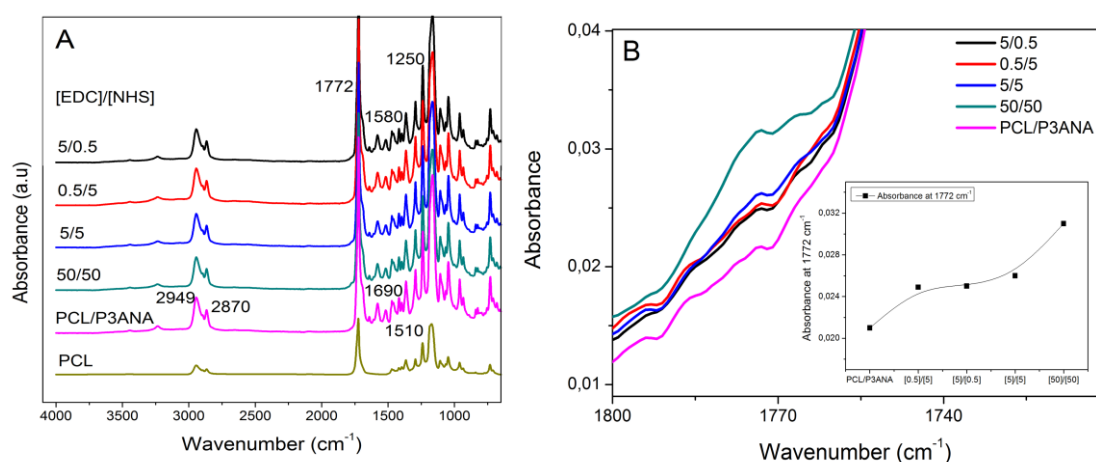 A
[EDC]/[NHS]
5/0.5
0.5/5
5/5
50/50
PCL/P3ANA
PCL
1772
1580
1250
1690
1510
2949
2870
Absorbance (a.u)
4000 3500 3000 2500 2000 1500 1000
Wavenumber (cm⁻¹)
B
5/0.5
0.5/5
5/5
50/50
PCL/P3ANA
0,04
0,03
0,02
0,01
Absorbance
1800 1770 1740
Wavenumber (cm⁻¹)
Absorbance at 1772 cm⁻¹
0,032
0,028
0,024
0,020
Absorbance at 1772 cm⁻¹
PCL/P3ANA [0.5]/[5] [5]/[0.5] [5]/[5] [50]/[50]